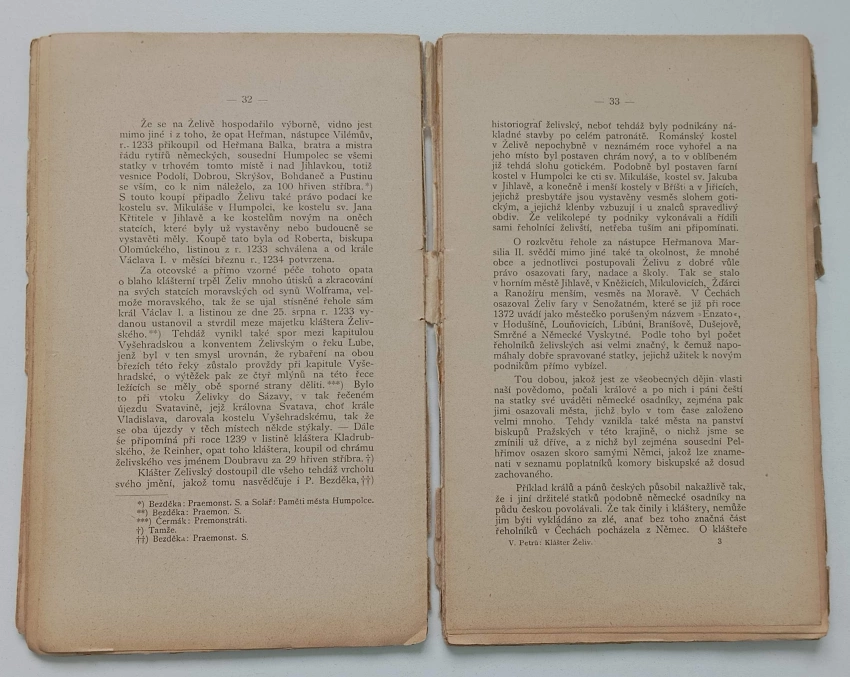 — 32 —
Že se na Želivě hospodařilo výborně, vidno jest
mimo jiné i z toho, že opat Heřman, nástupce Vilémův,
r. 1233 přikoupil od Heřmana Balka, bratra a mistra
řádu rytířů německých, sousední Humpolec se všemi
statky v trhovém tomto místě i nad Jihlavkou, totiž
vesnice Podolí, Dobrou, Skrýšov, Bohdaneč a Pustinu
se vším, co k nim náleželo, za 100 hřiven stříbra.*)
S touto koupí připadlo Želivu také právo podací ke
kostelu sv. Mikuláše v Humpolci, ke kostelu sv. Jana
Křtitele v Jihlavě a ke kostelům novým na oněch
statcích, které byly už vystavěny nebo budoucně se
vystavěti měly. Koupě tato byla od Roberta, biskupa
Olomúckého, listinou z r. 1233 schválena a od krále
Václava I. v měsíci březnu r. 1234 potvrzena.
Za otcovské a přímo vzorné péče tohoto opata
o blaho klášterní trpěl Želiv mnoho útisků a zkracování
na svých statcích moravských od synů Wolframa, vel-
može moravského, tak že se ujal stísněné řehole sám
král Václav I. a listinou ze dne 25. srpna r. 1233 vy-
danou ustanovil a stvrdil meze majetku kláštera Želiv-
ského.**) Tehdáž vynikl také spor mezi kapitulou
Vyšehradskou a konventem Želivským o řeku Lube,
jenž byl v ten smysl urovnán, že rybaření na obou
březích této řeky zůstalo provždy při kapitule Vyše-
hradské, o výtěžek pak ze čtyř mlýnů na této řece
ležících se měly obě sporné strany děliti.***) Bylo
to při vtoku Želivky do Sázavy, v tak řečeném
újezdu Svatavině, jejž královna Svatava, choť krále
Vladislava, darovala kostelu Vyšehradskému, tak že
se oba újezdy v těch místech někde stýkaly. — Dále
še připomíná při roce 1239 v listině kláštera Kladrub-
ského, že Reinher, opat toho kláštera, koupil od chrámu
želivského ves jménem Doubravu za 29 hřiven stříbra.†)
Klášter Želivský dostoupil dle všeho tehdáž vrcholu
svého jmění, jakož tomu nasvědčuje i P. Bezděka,††)
*) Bezděka: Praemonst. S. a Solař: Paměti města Humpolce.
**) Bezděka: Praemon. S.
***) Čermák: Premonstráti.
†) Tamže.
††) Bezděka: Praemonst. S.
— 33 —
historiograf želivský, neboť tehdáž byly podnikány ná-
kladné stavby po celém patronátě. Románský kostel
v Želivě nepochybně v neznámém roce vyhořel a na
jeho místo byl postaven chrám nový, a to v oblíbeném
již tehdá slohu gotickém. Podobně byl postaven farní
kostel v Humpolci ke cti sv. Mikuláše, kostel sv. Jakuba
v Jihlavě, a konečně i menší kostely v Bříšti a v Jiřicích,
jejichž presbytáře jsou vystavěny vesměs slohem gotic-
kým, a jejichž klenby vzbuzují i u znalců spravedlivý
obdiv. Že velikolepé ty podniky vykonávali a řídili
sami řeholníci želivští, netřeba tuším ani připomínati.
O rozkvětu řehole za nástupce Heřmanova Mar-
silia II. svědčí mimo jiné také ta okolnost, že mnohé
obce a jednotlivci postupovali Želivu z dobré vůle
právo osazovati fary, nadace a školy. Tak se stalo
v horním městě Jihlavě, v Kněžicích, Mikulovicích, Žďárci
a Ranožíru menším, vesměs na Moravě. V Čechách
osazoval Želiv fary v Senožatném, které se již při roce
1372 uvádí jako městečko porušeným názvem »Enzato«,
v Hodušíně, Louňovicích, Libúni, Branišově, Dušejově,
Smrčné a Německé Vyskytné. Podle toho byl počet
řeholníků želivských asi velmi značný, k čemuž napo-
máhaly dobře spravované statky, jejichž užitek k novým
podnikům přímo vybízel.
Tou dobou, jakož jest ze všeobecných dějin vlasti
naší povědomo, počali králové a po nich i páni čeští
na statky své uváděti německé osadníky, zejména pak
jimi osazovali města, jichž bylo v tom čase založeno
velmi mnoho. Tehdy vznikla také města na panství
biskupů Pražských v této krajině, o nichž jsme se
zmínili už dříve, a z nichž byl zejména sousední Pel-
hřimov osazen skoro samými Němci, jakož lze zname-
nati v seznamu poplatníků komory biskupské až dosud
zachovaného.
Příklad králů a pánů českých působil nakažlivě tak,
že i jiní držitelé statků podobně německé osadníky na
půdu českou povolávali. Že tak činily i kláštery, nemůže
jim býti vykládáno za zlé, anať bez toho značná část
řeholníků v Čechách pocházela z Němec. O klášteře
V. Petrů: Klášter Želiv. 3